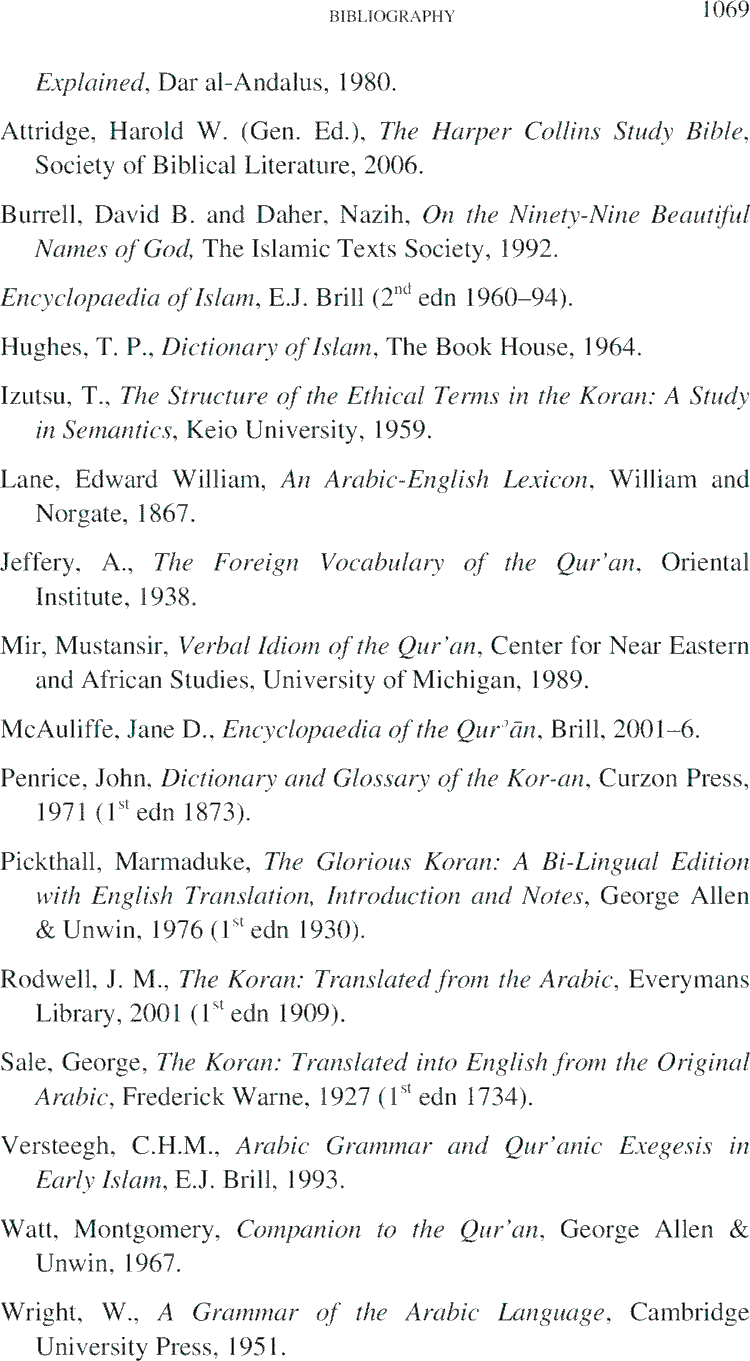 BIBLIOGRAPHY 1069
Explained, Dar al-Andalus, 1980.
Attridge, Harold W. (Gen. Ed.), The Harper Collins Study Bible,
Society of Biblical Literature, 2006.
Burrell, David B. and Daher, Nazih, On the Ninety-Nine Beautiful
Names of God, The Islamic Texts Society, 1992.
Encyclopaedia of Islam, E.J. Brill (2nd edn 1960–94).
Hughes, T. P., Dictionary of Islam, The Book House, 1964.
Izutsu, T., The Structure of the Ethical Terms in the Koran: A Study
in Semantics, Keio University, 1959.
Lane, Edward William, An Arabic-English Lexicon, William and
Norgate, 1867.
Jeffery, A., The Foreign Vocabulary of the Qur'an, Oriental
Institute, 1938.
Mir, Mustansir, Verbal Idiom of the Qur'an, Center for Near Eastern
and African Studies, University of Michigan, 1989.
McAuliffe, Jane D., Encyclopaedia of the Qurʾān, Brill, 2001–6.
Penrice, John, Dictionary and Glossary of the Kor-an, Curzon Press,
1971 (1st edn 1873).
Pickthall, Marmaduke, The Glorious Koran: A Bi-Lingual Edition
with English Translation, Introduction and Notes, George Allen
& Unwin, 1976 (1st edn 1930).
Rodwell, J. M., The Koran: Translated from the Arabic, Everymans
Library, 2001 (1st edn 1909).
Sale, George, The Koran: Translated into English from the Original
Arabic, Frederick Warne, 1927 (1st edn 1734).
Versteegh, C.H.M., Arabic Grammar and Qur'anic Exegesis in
Early Islam, E.J. Brill, 1993.
Watt, Montgomery, Companion to the Qur'an, George Allen &
Unwin, 1967.
Wright, W., A Grammar of the Arabic Language, Cambridge
University Press, 1951.